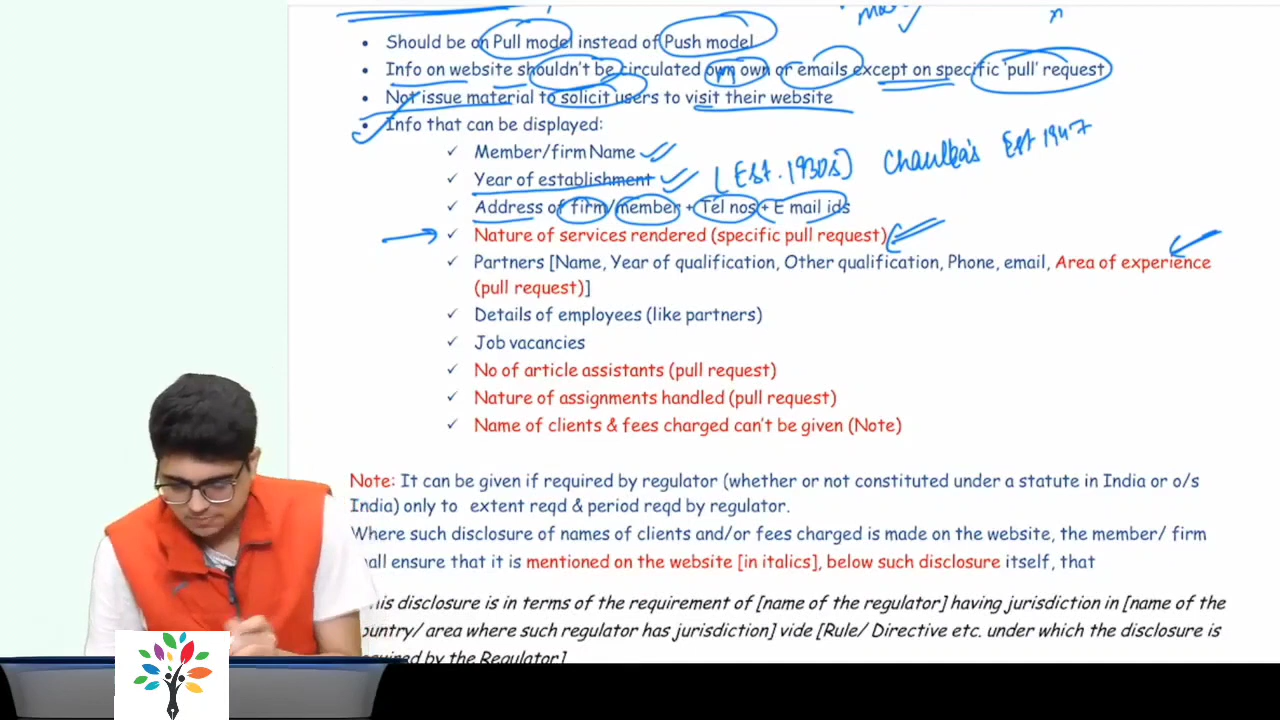 • Should be on Pull model instead of Push model
• Info on website shouldn't be circulated own own or emails except on specific 'pull' request
• Not issue material to solicit users to visit their website
• Info that can be displayed:
✓ Member/firm Name
✓ Year of establishment [Est. 1930s] Est 1947
✓ Address of firm/member + Tel nos + E mail ids
✓ Nature of services rendered (specific pull request)
✓ Partners [Name, Year of qualification, Other qualification, Phone, email, Area of experience
(pull request)]
✓ Details of employees (like partners)
✓ Job vacancies
✓ No of article assistants (pull request)
✓ Nature of assignments handled (pull request)
✓ Name of clients & fees charged can't be given (Note)
Note: It can be given if required by regulator (whether or not constituted under a statute in India or o/s
India) only to extent reqd & period reqd by regulator.
Where such disclosure of names of clients and/or fees charged is made on the website, the member/ firm
shall ensure that it is mentioned on the website [in italics], below such disclosure itself, that
This disclosure is in terms of the requirement of [name of the regulator] having jurisdiction in [name of the
country/ area where such regulator has jurisdiction] vide [Rule/ Directive etc. under which the disclosure is
required by the Regulator]